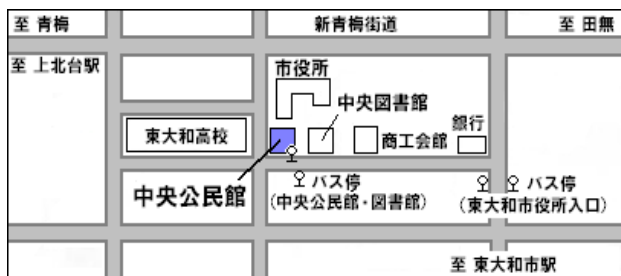 至 青梅
新青梅街道
至 田無
至 上北台駅
市役所
中央図書館
東大和高校
商工会館
銀行
中央公民館
バス停
(中央公民館・図書館)
バス停
(東大和市役所入口)
至 東大和市駅